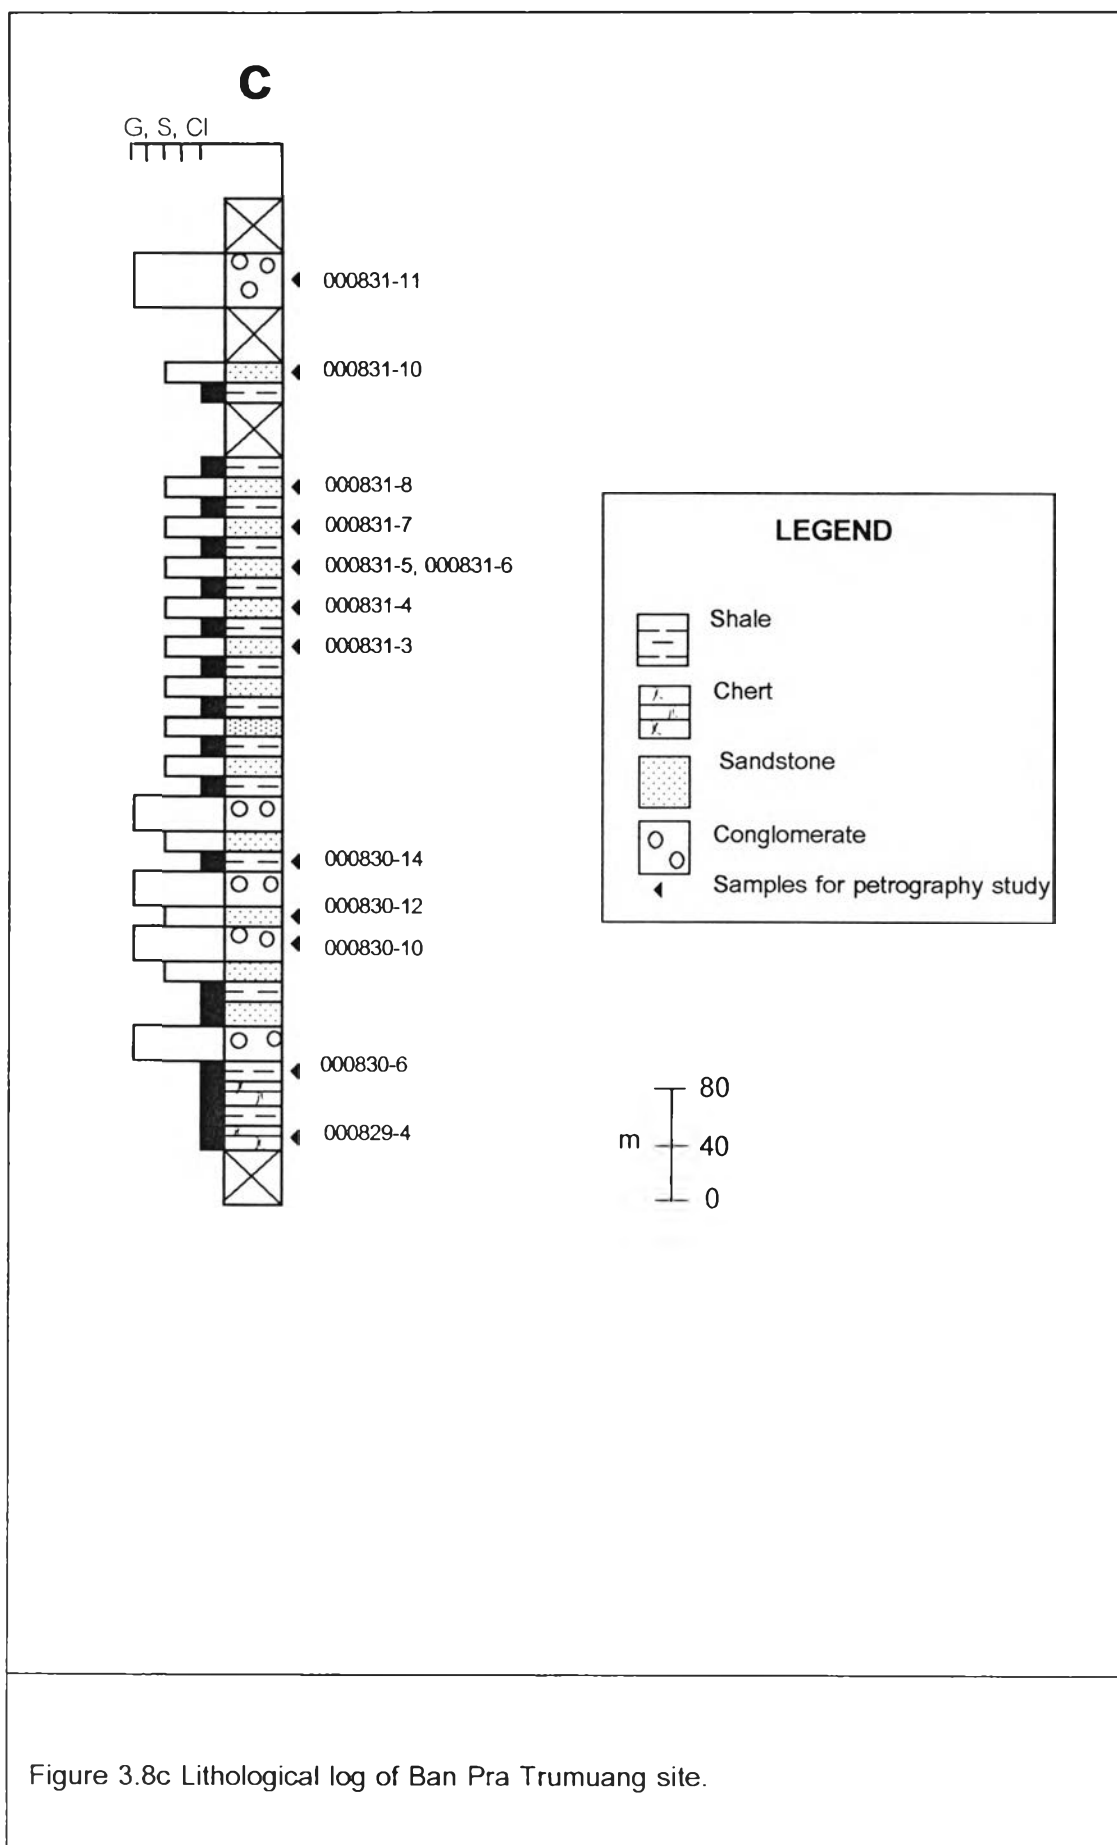 C
G, S, Cl
000831-11
000831-10
000831-8
000831-7
000831-5, 000831-6
000831-4
000831-3
000830-14
000830-12
000830-10
000830-6
000829-4
LEGEND
Shale
Chert
Sandstone
Conglomerate
Samples for petrography study
80
m 40
0
Figure 3.8c Lithological log of Ban Pra Trumuang site.